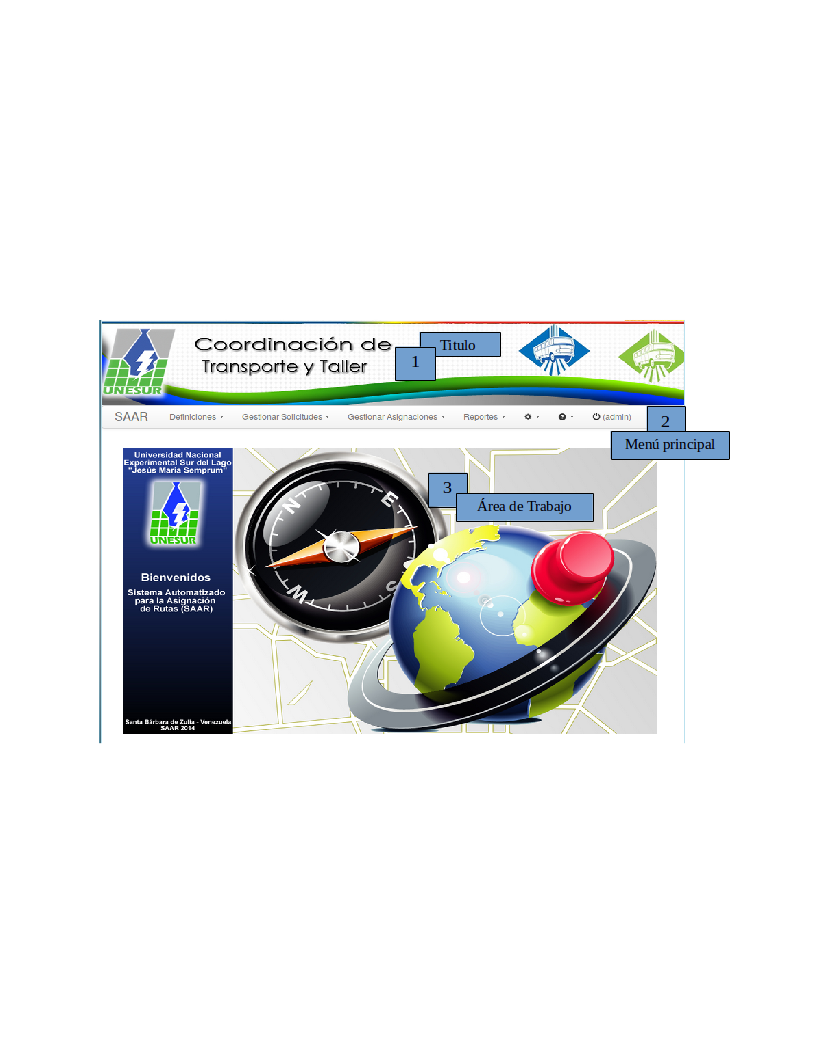 Coordinación de
Transporte y Taller
Titulo
1
UNESUR
SAAR Definiciones Gestionar Solicitudes Gestionar Asignaciones Reportes (admin)
2
Menú principal
Universidad Nacional
Experimental Sur del Lago
"Jesús María Semprum"
UNESUR
Bienvenidos
Sistema Automatizado
para la Asignación
de Rutas (SAAR)
Santa Bárbara de Zulia - Venezuela
SAAR 2014
3
Área de Trabajo
N
E
S
W